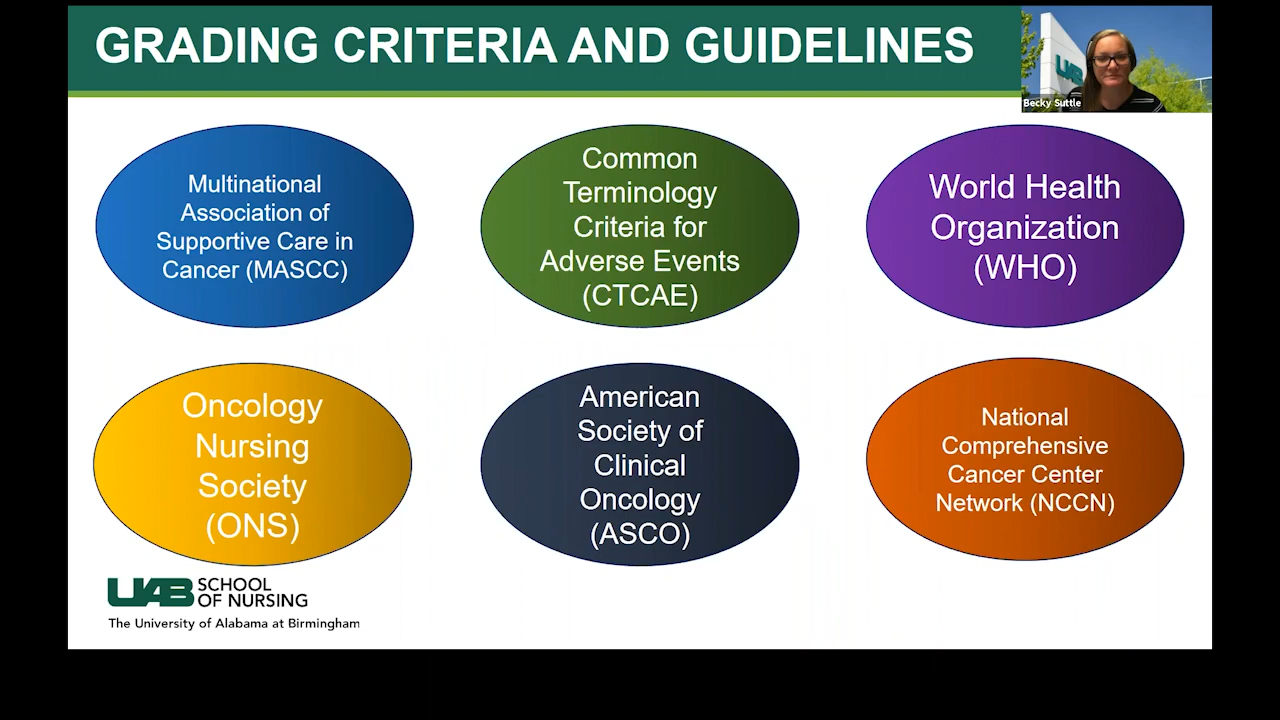 GRADING CRITERIA AND GUIDELINES
UAB
Becky Suttle
Multinational
Association of
Supportive Care in
Cancer (MASCC)
Common
Terminology
Criteria for
Adverse Events
(CTCAE)
World Health
Organization
(WHO)
Oncology
Nursing
Society
(ONS)
American
Society of
Clinical
Oncology
(ASCO)
National
Comprehensive
Cancer Center
Network (NCCN)
UAB SCHOOL
OF NURSING
The University of Alabama at Birmingham